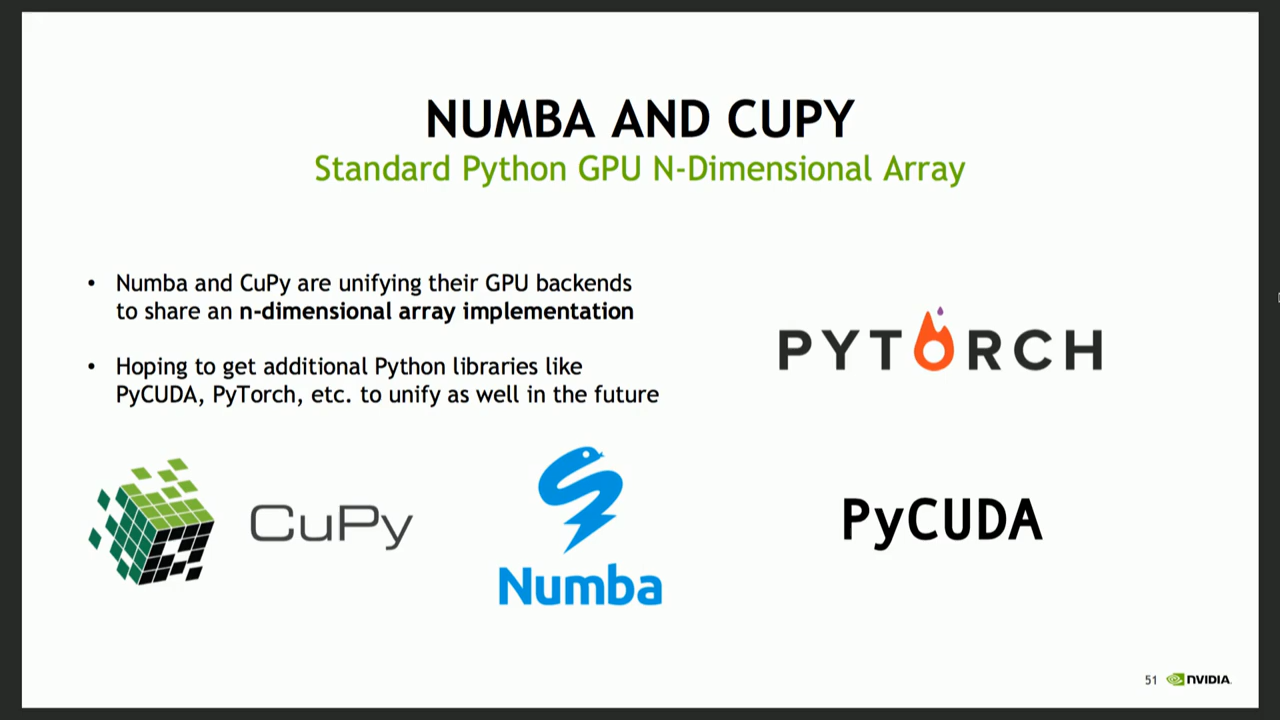 NUMBA AND CUPY
Standard Python GPU N-Dimensional Array
• Numba and CuPy are unifying their GPU backends
to share an n-dimensional array implementation
• Hoping to get additional Python libraries like
PyCUDA, PyTorch, etc. to unify as well in the future
PYTORCH
CuPy
Numba
PyCUDA
51 NVIDIA.